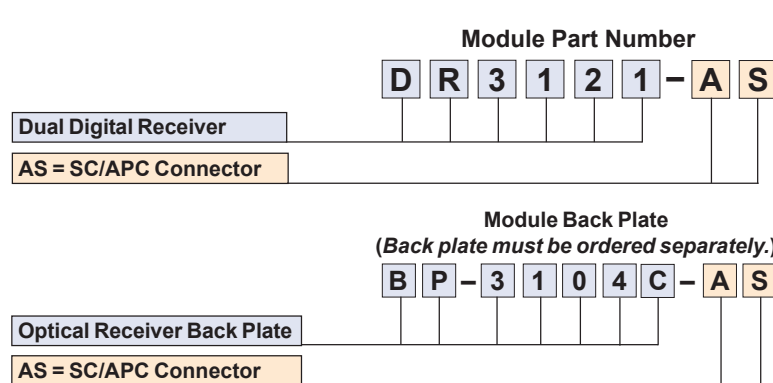 Module Part Number
D R 3 1 2 1 – A S
Dual Digital Receiver
AS = SC/APC Connector
Module Back Plate
(Back plate must be ordered separately.)
B P – 3 1 0 4 C – A S
Optical Receiver Back Plate
AS = SC/APC Connector